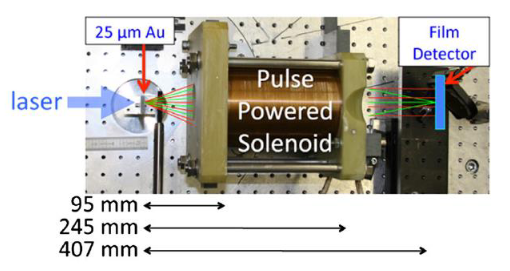 25 µm Au
Film
Detector
laser
Pulse
Powered
Solenoid
95 mm
245 mm
407 mm